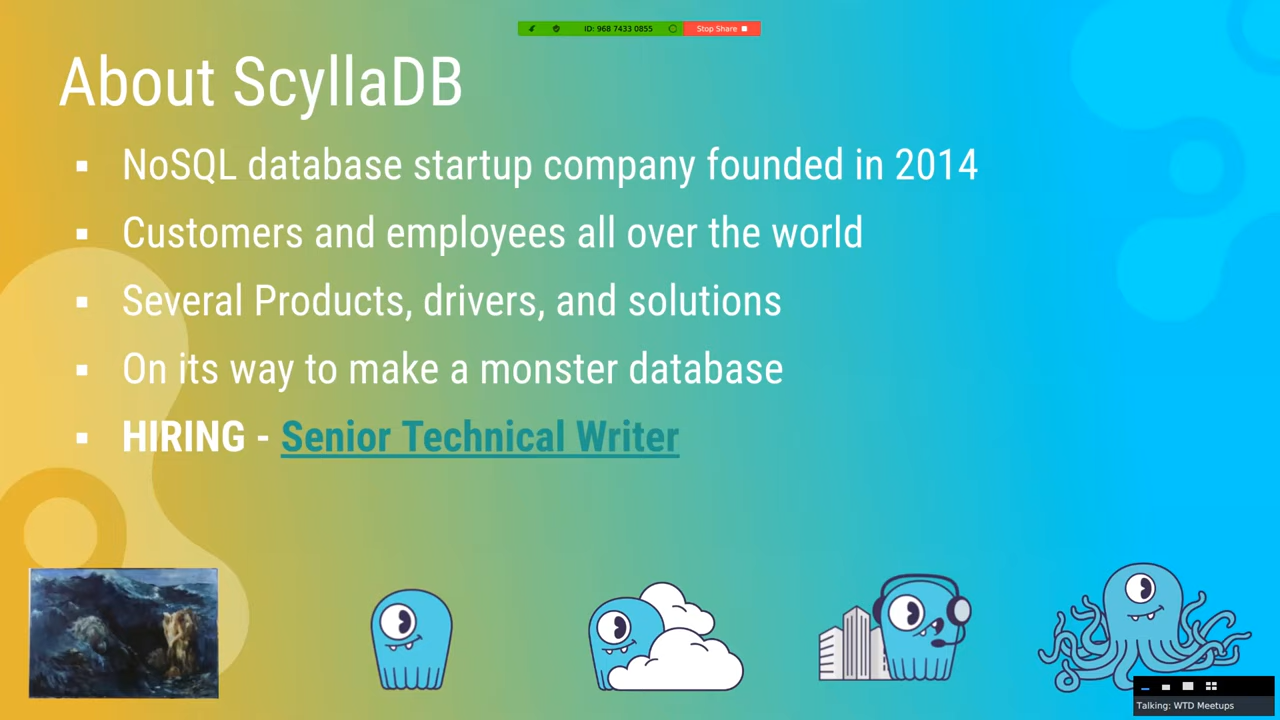 ID: 968 7433 0855 Stop Share
About ScyllaDB
▪ NoSQL database startup company founded in 2014
▪ Customers and employees all over the world
▪ Several Products, drivers, and solutions
▪ On its way to make a monster database
▪ HIRING - Senior Technical Writer
Talking: WTD Meetups